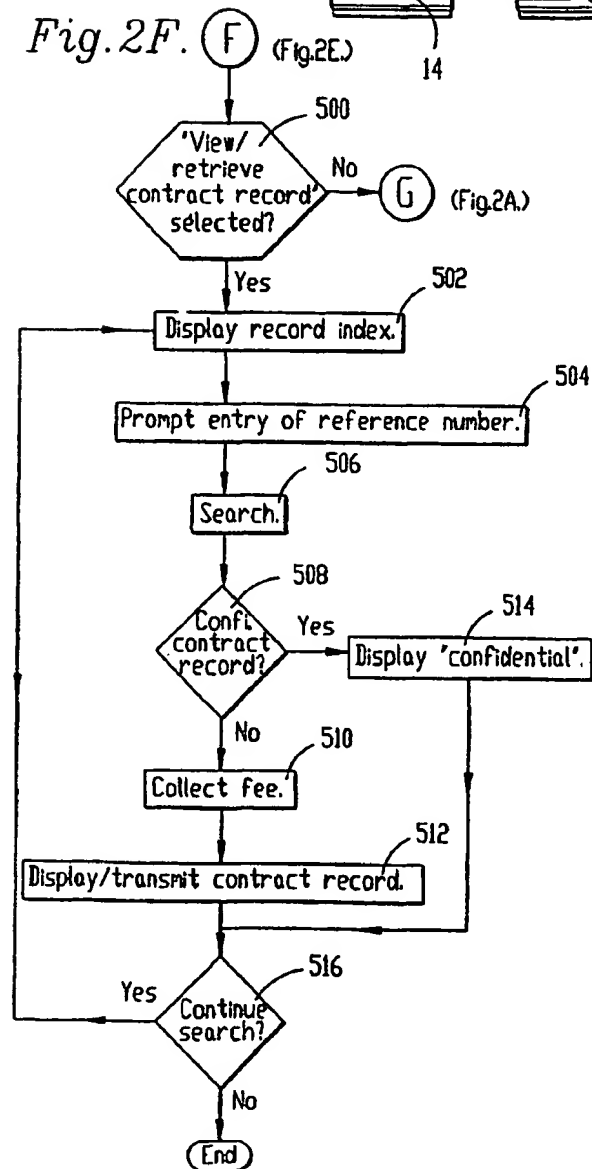 Fig.2F.
F
(Fig.2E.)
14
500
'View/
retrieve
contract record'
selected?
No
G
(Fig.2A.)
Yes
502
Display record index.
504
Prompt entry of reference number.
506
Search.
508
Confi.
contract
record?
Yes
514
Display "confidential".
No
510
Collect fee.
512
Display/transmit contract record.
516
Yes
Continue
search?
No
End